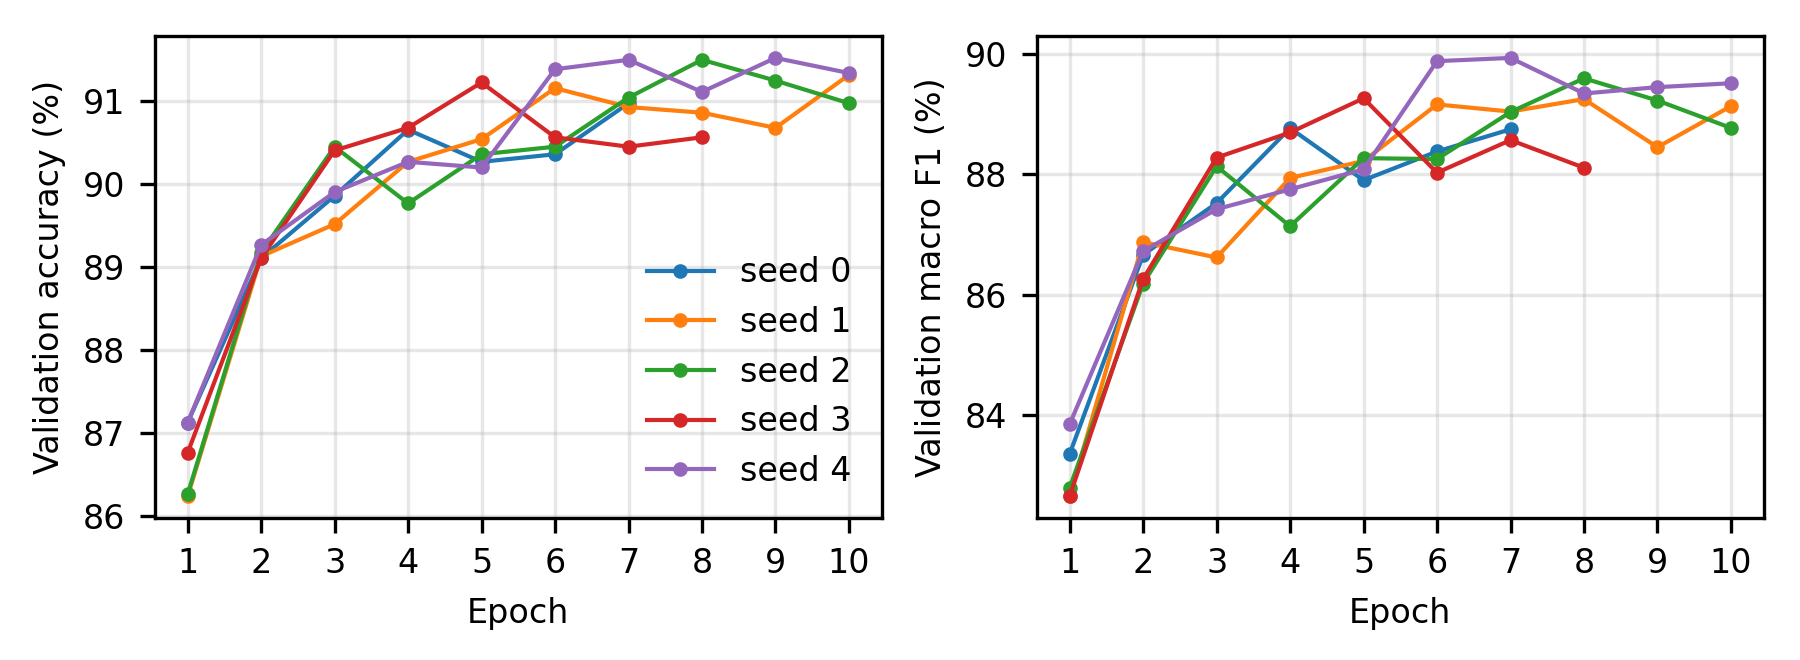 Validation accuracy (%)
91
90
89
88
87
86
1 2 3 4 5 6 7 8 9 10
Epoch
seed 0
seed 1
seed 2
seed 3
seed 4
Validation macro F1 (%)
90
88
86
84
1 2 3 4 5 6 7 8 9 10
Epoch